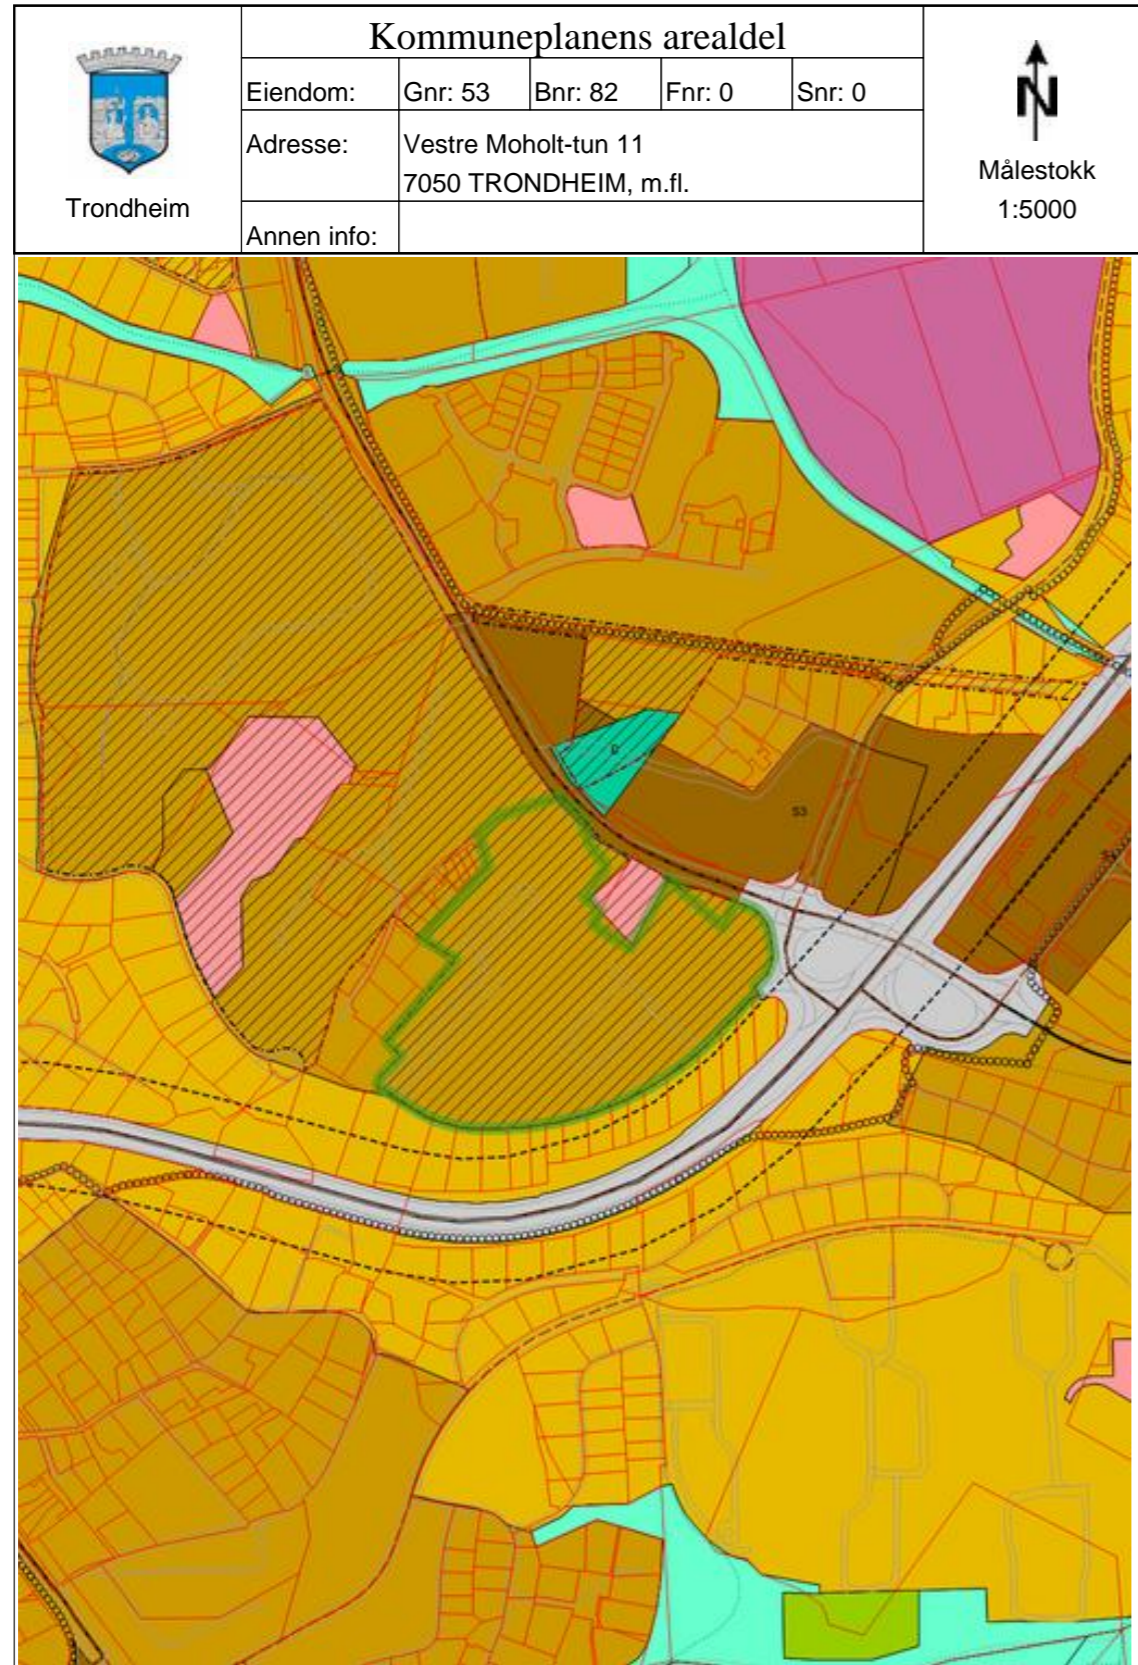 Trondheim
Kommuneplanens arealdel
Eiendom: Gnr: 53 Bnr: 82 Fnr: 0 Snr: 0
Adresse: Vestre Moholt-tun 11
7050 TRONDHEIM, m.fl.
Annen info:
N
Målestokk
1:5000
S3